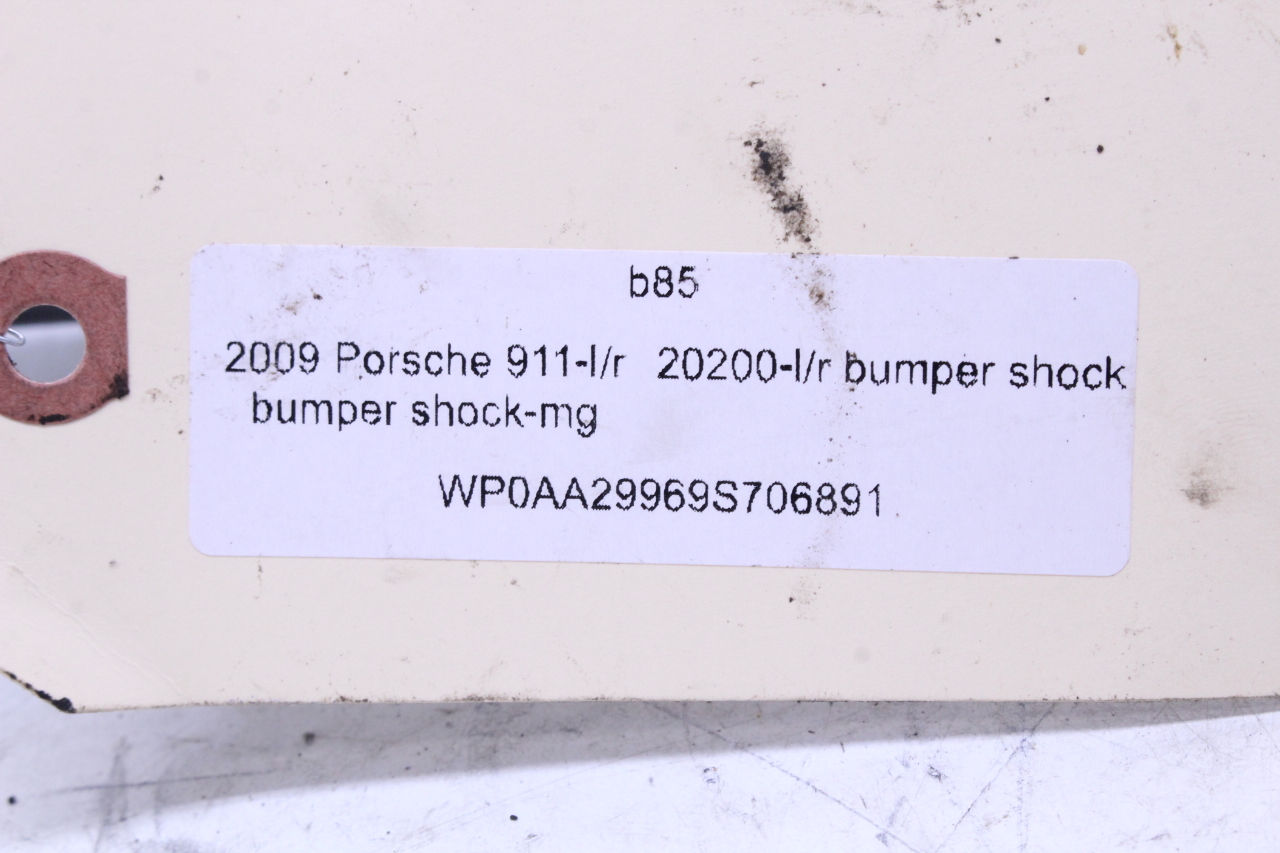 b85
2009 Porsche 911-l/r 20200-l/r bumper shock
bumper shock-mg
WP0AA29969S706891